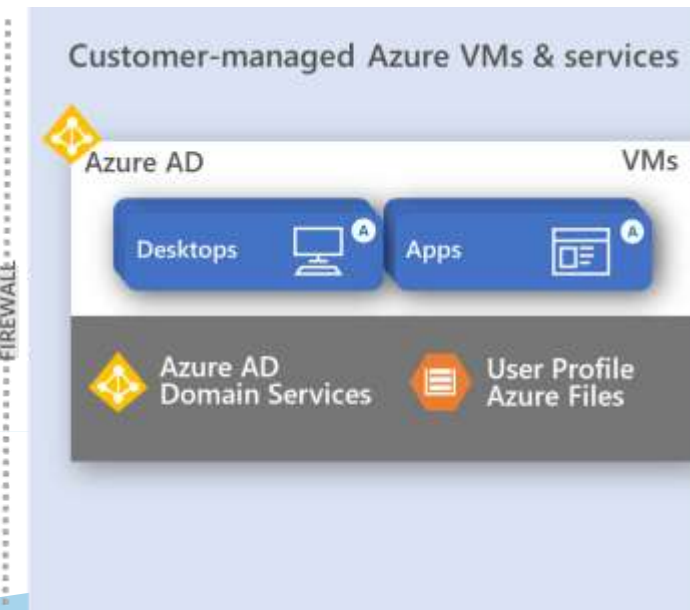 Customer-managed Azure VMs & services
Azure AD
VMs
Desktops
A
Apps
A
FIREWALL
Azure AD
Domain Services
User Profile
Azure Files